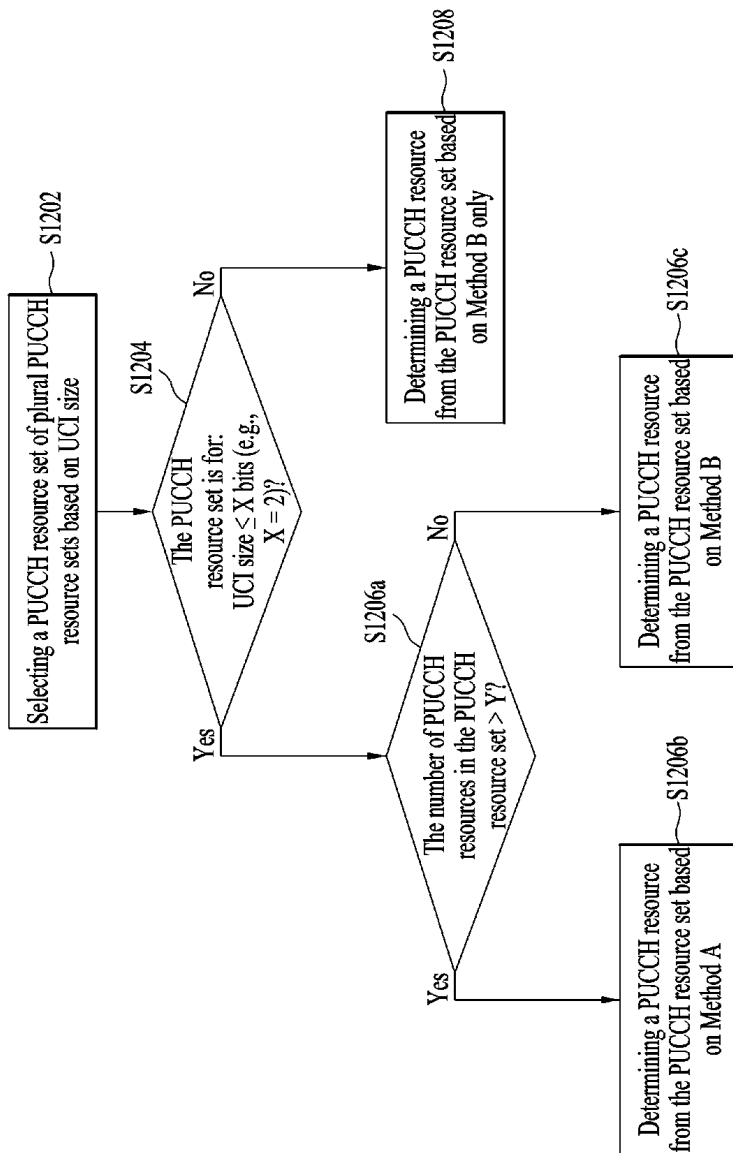 S1202
Selecting a PUCCH resource set of plural PUCCH
resource sets based on UCI size
S1204
The PUCCH
resource set is for:
UCI size ≤ X bits (e.g.,
X = 2)?
Yes
No
S1208
Determining a PUCCH resource
from the PUCCH resource set based
on Method B only
S1206a
The number of PUCCH
resources in the PUCCH
resource set > Y?
Yes
No
S1206b
Determining a PUCCH resource
from the PUCCH resource set based
on Method A
S1206c
Determining a PUCCH resource
from the PUCCH resource set based
on Method B